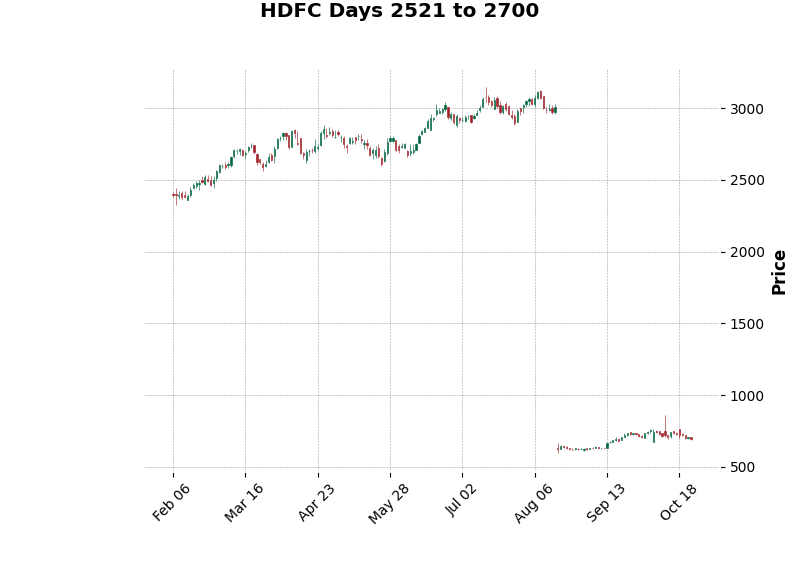 HDFC Days 2521 to 2700
3000
2500
2000
1500
1000
500
Price
Feb 06
Mar 16
Apr 23
May 28
Jul 02
Aug 06
Sep 13
Oct 18